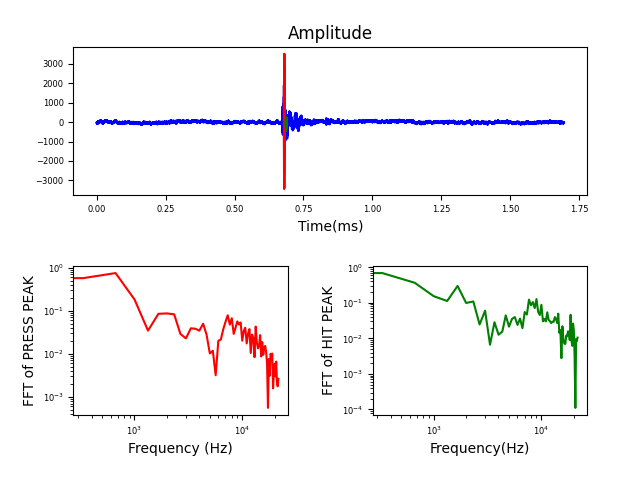 Amplitude
3000
2000
1000
0
−1000
−2000
−3000
0.00 0.25 0.50 0.75 1.00 1.25 1.50 1.75
Time(ms)
FFT of PRESS PEAK
10⁰
10⁻¹
10⁻²
10⁻³
10³ 10⁴
Frequency (Hz)
FFT of HIT PEAK
10⁰
10⁻¹
10⁻²
10⁻³
10⁻⁴
10³ 10⁴
Frequency(Hz)